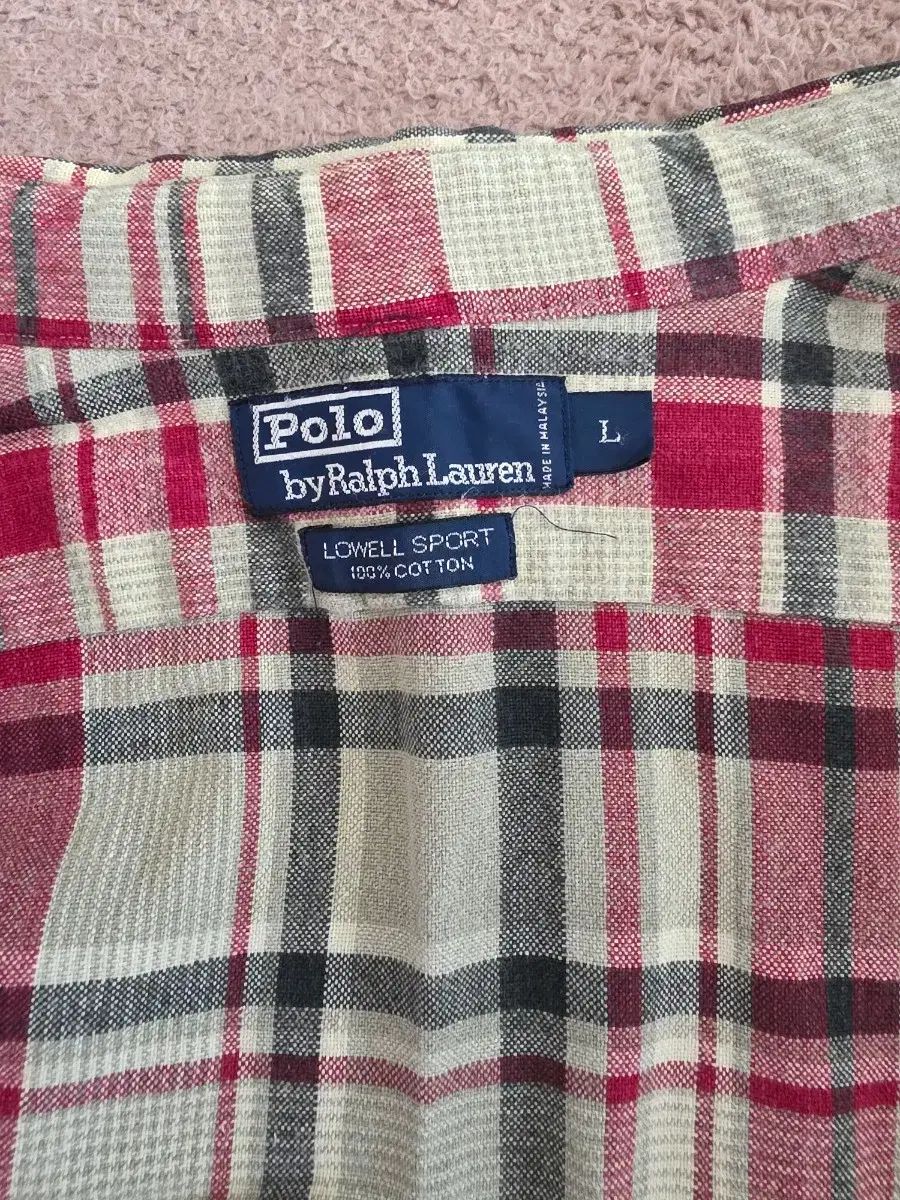 Polo
by Ralph Lauren
MADE IN MALAYSIA
L
LOWELL SPORT
100% COTTON